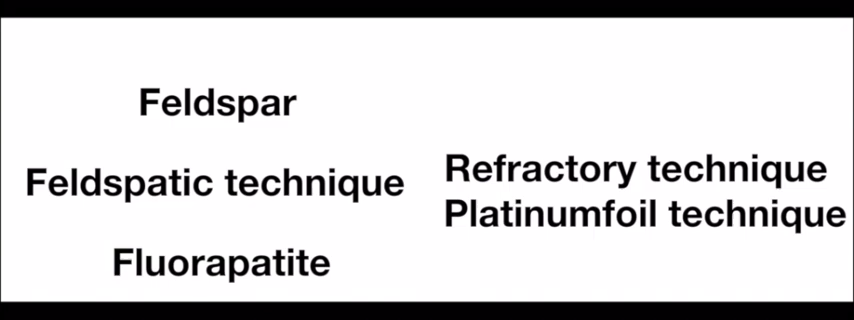 Feldspar
Feldspatic technique
Fluorapatite
Refractory technique
Platinumfoil technique